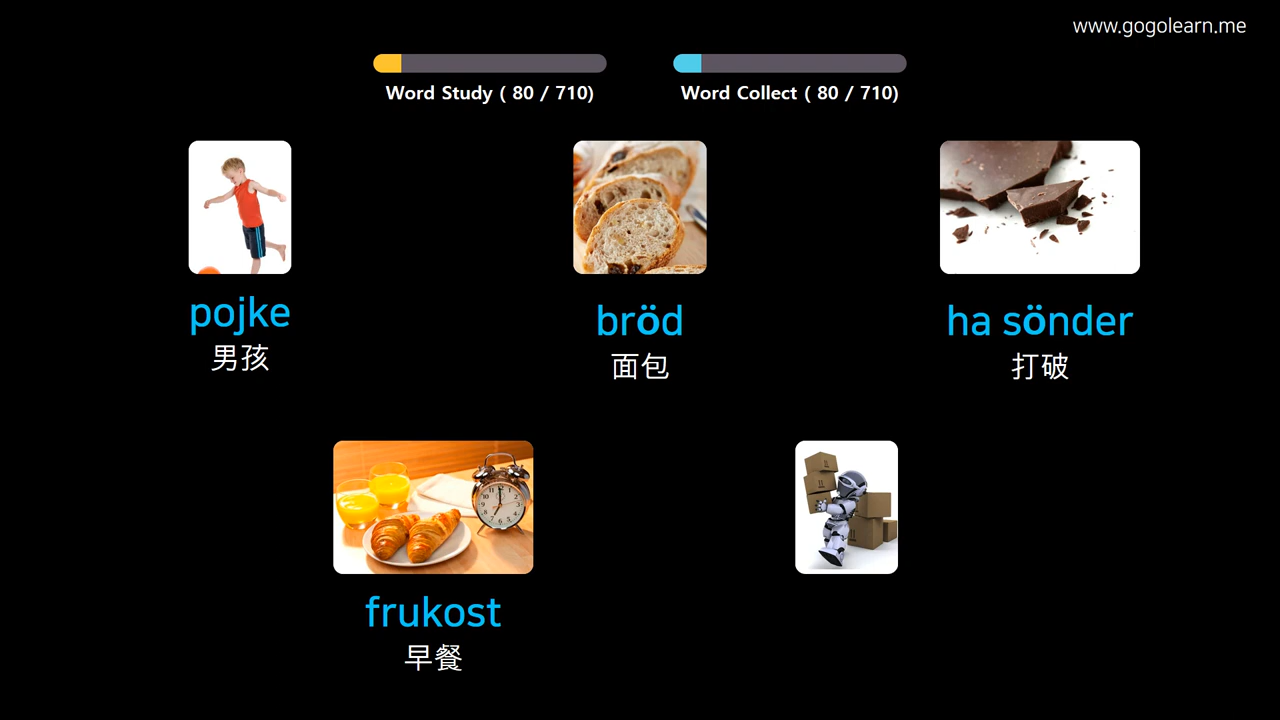 www.gogolearn.me
Word Study ( 80 / 710)
Word Collect ( 80 / 710)
pojke
男孩
bröd
面包
ha sönder
打破
frukost
早餐